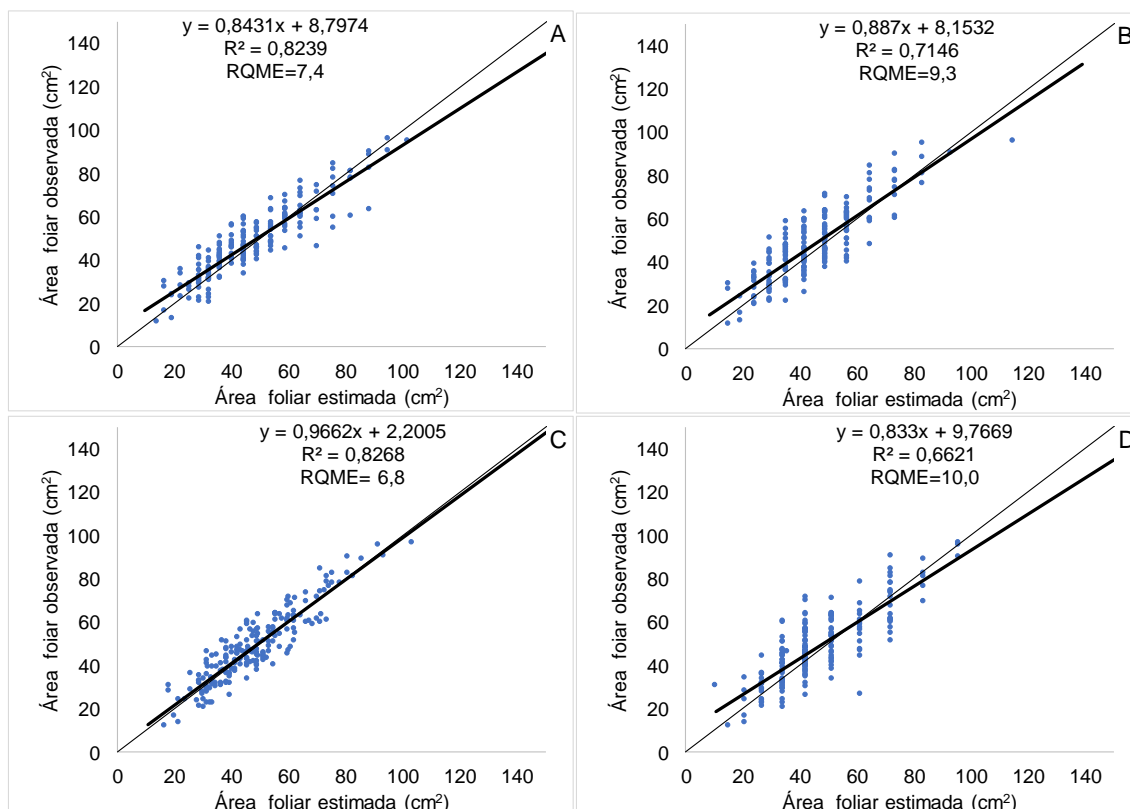 y = 0,8431x + 8,7974
R² = 0,8239
RQME=7,4
A
Área foiar observada (cm²)
140
120
100
80
60
40
20
0
0 20 40 60 80 100 120 140
Área foliar estimada (cm²)
y = 0,887x + 8,1532
R² = 0,7146
RQME=9,3
B
Área foliar observada (cm²)
140
120
100
80
60
40
20
0
0 20 40 60 80 100 120 140
Área foliar estimada (cm²)
y = 0,9662x + 2,2005
R² = 0,8268
RQME= 6,8
C
Área foliar observada (cm²)
140
120
100
80
60
40
20
0
0 20 40 60 80 100 120 140
Área foliar estimada (cm²)
y = 0,833x + 9,7669
R² = 0,6621
RQME=10,0
D
Área foliar observada (cm²)
140
120
100
80
60
40
20
0
0 20 40 60 80 100 120 140
Área foliar estimada (cm²)